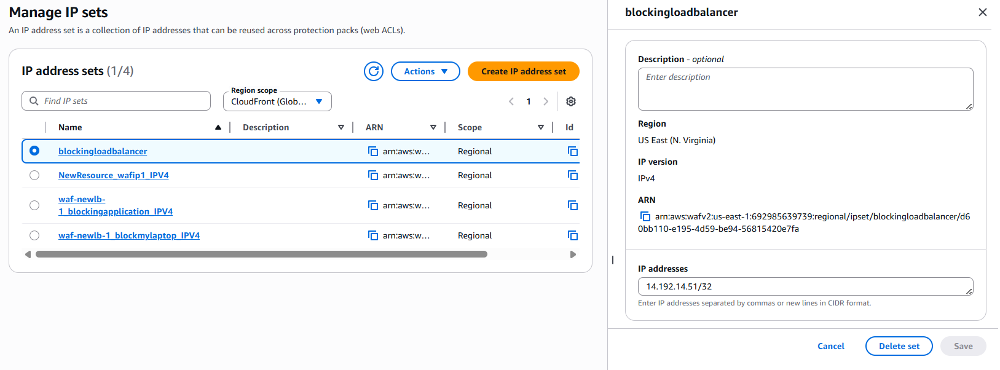 Manage IP sets
An IP address set is a collection of IP addresses that can be reused across protection packs (web ACLs).
IP address sets (1/4)
Actions
Create IP address set
Find IP sets
Region scope
CloudFront (Glob...
1
Name Description ARN Scope Id
blockingloadbalancer arn:aws:w... Regional
NewResource_wafip1_IPV4 arn:aws:w... Regional
waf-newlb-
1_blockingapplication_IPV4 arn:aws:w... Regional
waf-newlb-1_blockmylaptop_IPV4 arn:aws:w... Regional
blockingloadbalancer
Description - optional
Enter description
Region
US East (N. Virginia)
IP version
IPv4
ARN
arn:aws:wafv2:us-east-1:692985639739:regional/ipset/blockingloadbalancer/d6
0bb110-e195-4d59-be94-56815420e7fa
IP addresses
14.192.14.51/32
Enter IP addresses separated by commas or new lines in CIDR format.
Cancel
Delete set
Save